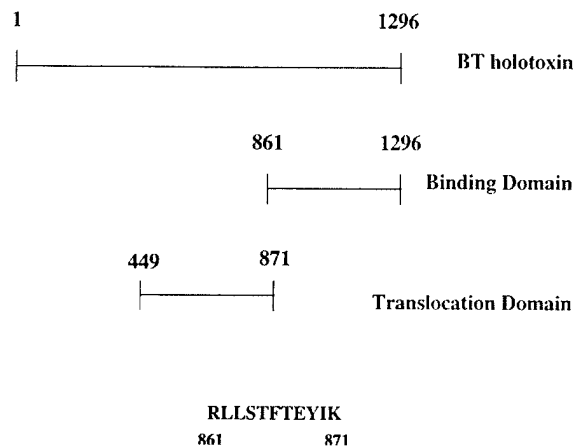 1 1296
BT holotoxin
861 1296
Binding Domain
449 871
Translocation Domain
RLLSTFTEYIK
861 871